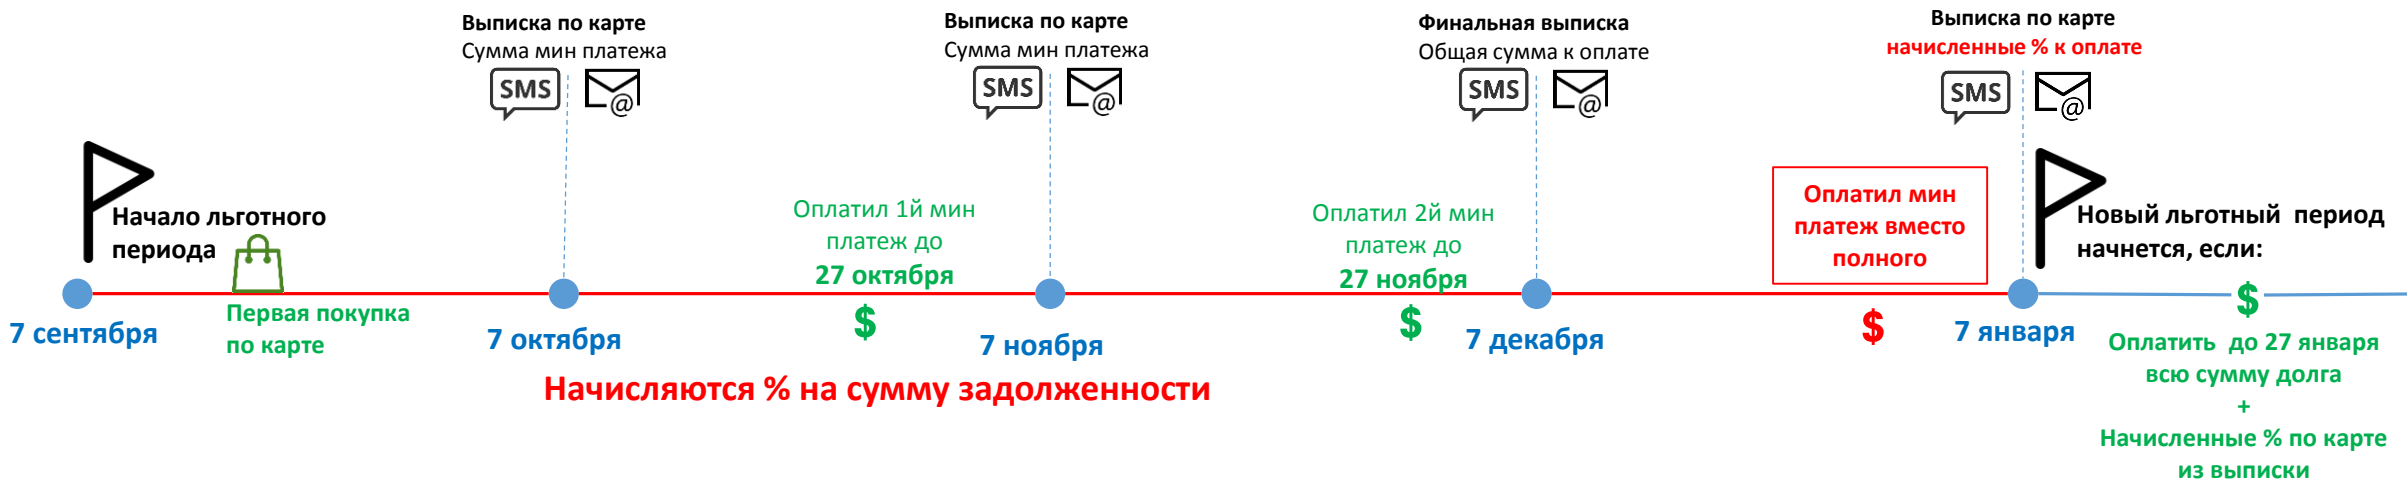 Выписка по карте
Сумма мин платежа
SMS
@
Выписка по карте
Сумма мин платежа
SMS
@
Финальная выписка
Общая сумма к оплате
SMS
@
Выписка по карте
начисленные % к оплате
SMS
@
Начало льготного
периода
Оплатил 1й мин
платеж до
27 октября
Оплатил 2й мин
платеж до
27 ноября
Оплатил мин
платеж вместо
полного
Новый льготный период
начнется, если:
7 сентября
Первая покупка
по карте
7 октября
$
7 ноября
$
7 декабря
$
7 января
$
Начисляются % на сумму задолженности
Оплатить до 27 января
всю сумму долга
+
Начисленные % по карте
из выписки